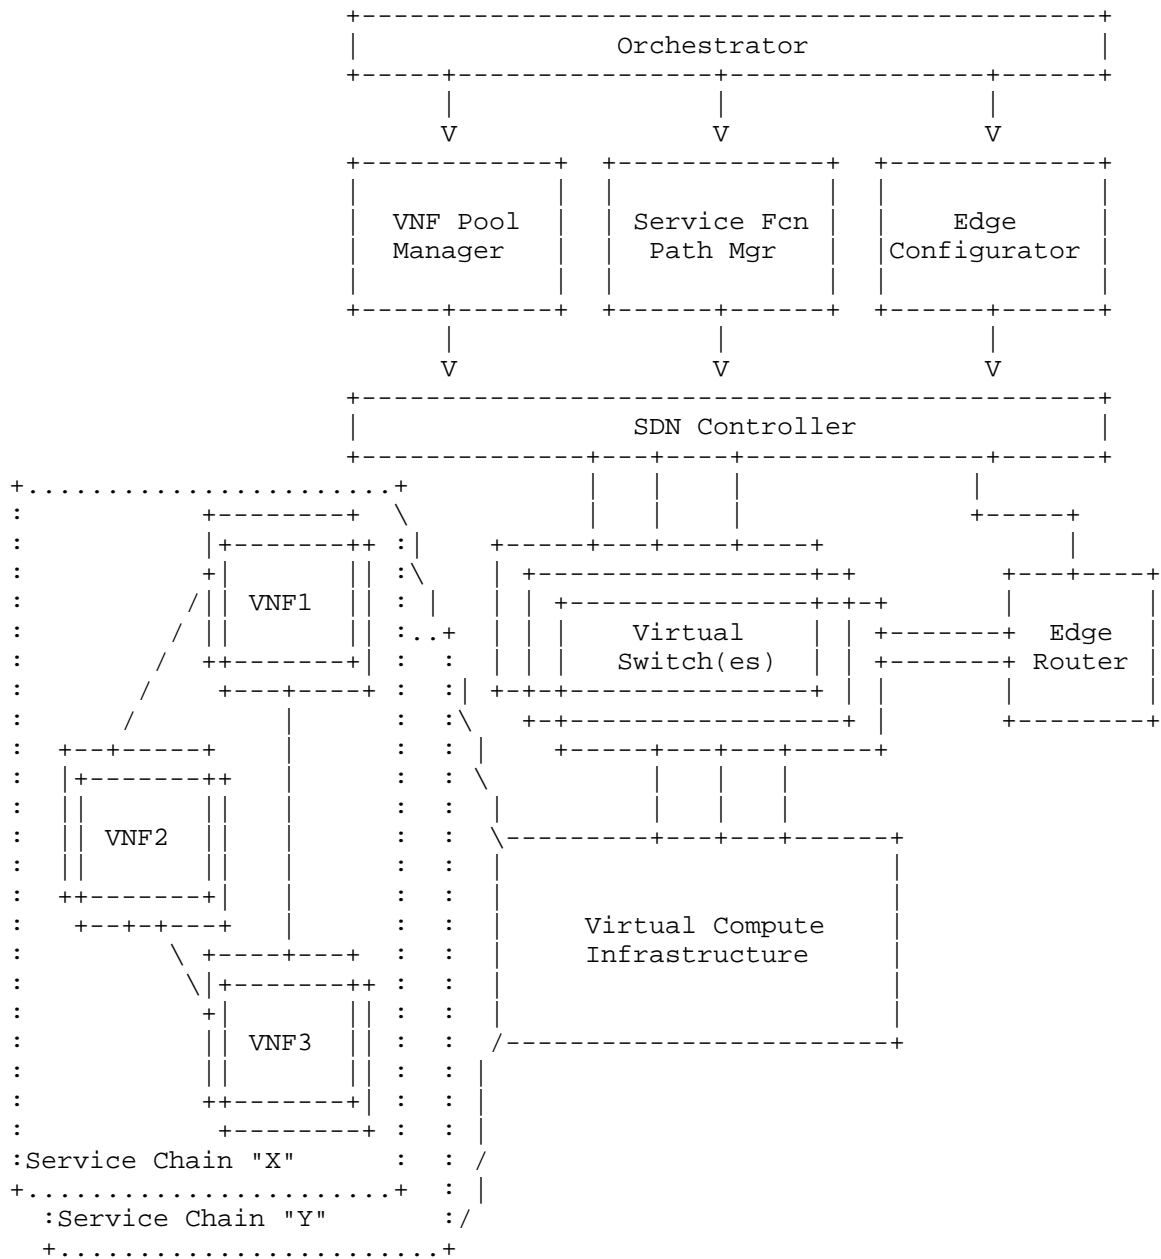 Orchestrator
V V V
VNF Pool Service Fcn Edge
Manager Path Mgr Configurator
V V V
SDN Controller
VNF1
Virtual Edge
Switch(es) Router
VNF2
Virtual Compute
Infrastructure
VNF3
Service Chain "X"
Service Chain "Y"